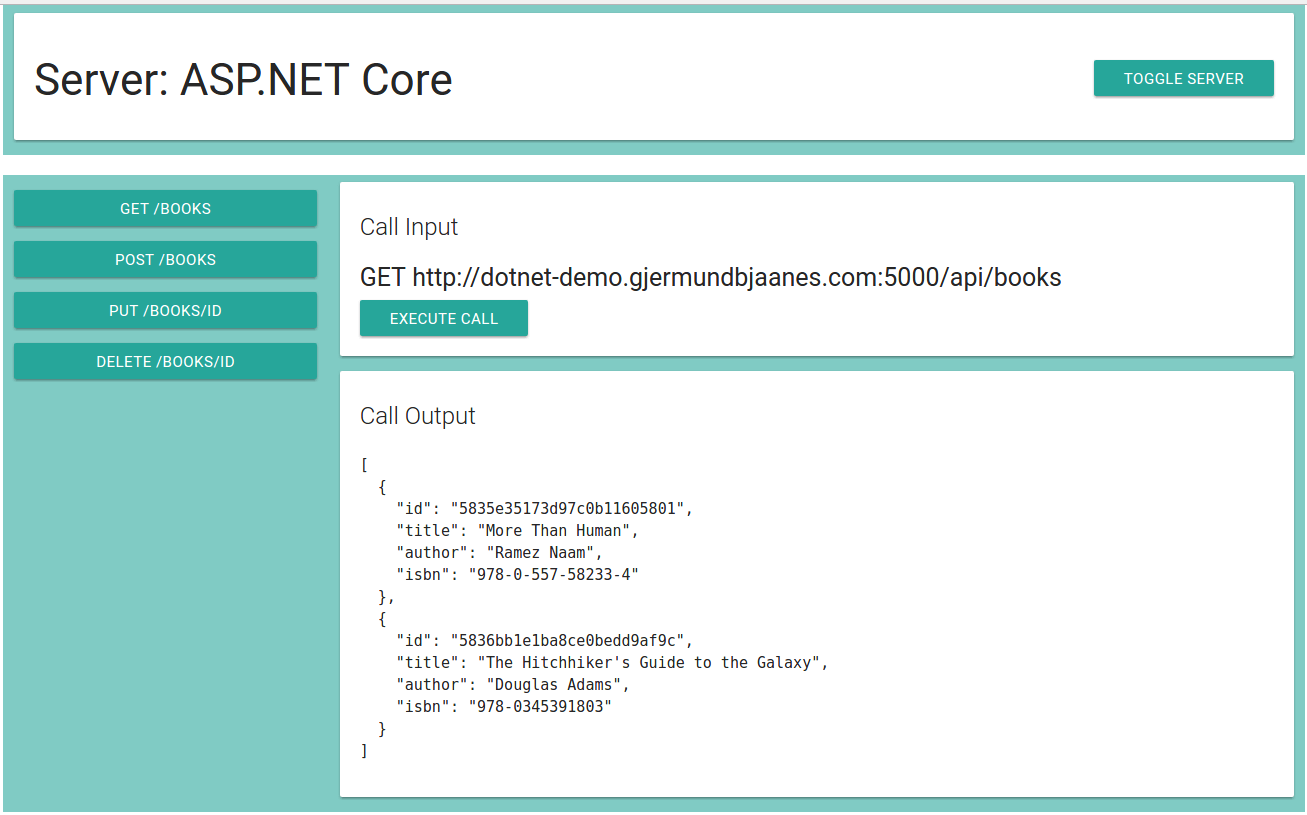 Server: ASP.NET Core
TOGGLE SERVER
GET /BOOKS
POST /BOOKS
PUT /BOOKS/ID
DELETE /BOOKS/ID
Call Input
GET http://dotnet-demo.gjermundbjaanes.com:5000/api/books
EXECUTE CALL
Call Output
[
  {
    "id": "5835e35173d97c0b11605801",
    "title": "More Than Human",
    "author": "Ramez Naam",
    "isbn": "978-0-557-58233-4"
  },
  {
    "id": "5836bb1e1ba8ce0bedd9af9c",
    "title": "The Hitchhiker's Guide to the Galaxy",
    "author": "Douglas Adams",
    "isbn": "978-0345391803"
  }
]